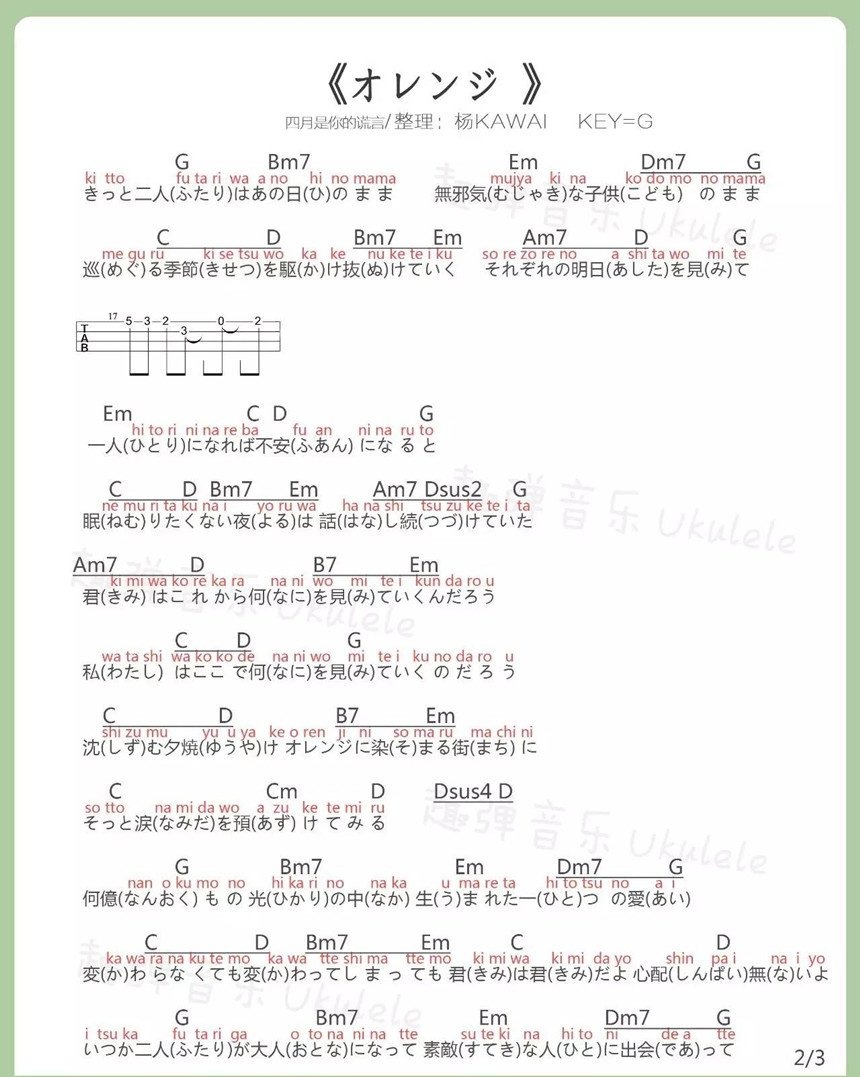 《オレンジ 》
四月是你的谎言/整理：杨KAWAI KEY=G
G Bm7 Em Dm7 G
ki tto fu ta ri wa a no hi no mama mujya ki na ko do mo no mama
きっと二人(ふたり)はあの日(ひ)の ま ま 無邪気(むじゃき)な子供(こども) の ま ま
C D Bm7 Em Am7 D G
me gu ru ki se tsu wo ka ke nu ke te i ku so re zo re no a shi ta wo mi te
巡(めぐ)る季節(きせつ)を駆(か)け抜(ぬ)けていく それぞれの明日(あした)を見(み)て
17 5 3 2 3 0 2
T
A
B
Em C D G
hi to ri ni na re ba fu an ni na ru to
一人(ひとり)になれば不安(ふあん) にな る と
C D Bm7 Em Am7 Dsus2 G
ne mu ri ta ku na i yo ru wa ha na shi tsu zu ke te i ta
眠(ねむ)りたくない夜(よる)は 話(はな)し続(つづ)けていた
Am7 D B7 Em
ki mi wa ko re ka ra na ni wo mi te i kun da ro u
君(きみ) はこ れ から何(なに)を見(み)ていくんだろう
C D G
wa ta shi wa ko ko de na ni wo mi te i ku no da ro u
私(わたし) はここ で何(なに)を見(み)ていく の だ ろ う
C D B7 Em
shi zu mu yu u ya ke o ren ji ni so ma ru ma chi ni
沈(しず)む夕焼(ゆうや)け オレンジに染(そ)まる街(まち) に
C Cm D Dsus4 D
so tto na mi da wo a zu ke te mi ru
そっと涙(なみだ)を預(あず) け て み る
G Bm7 Em Dm7 G
nan o ku mo no hi ka ri no na ka u ma re ta hi to tsu no a i
何億(なんおく) も の 光(ひかり)の中(なか) 生(う)ま れた一(ひと)つ の愛(あい)
C D Bm7 Em C D
ka wa ra na ku te mo ka wa tte shi ma tte mo ki mi wa ki mi da yo shin pa i na i yo
変(か)わ らな くても変(か)わってし ま っ ても 君(きみ)は君(きみ)だよ 心配(しんぱい)無(な)いよ
G Bm7 Em Dm7 G
i tsu ka fu ta ri ga o to na ni na tte su te ki na hi to ni de a tte
いつか二人(ふたり)が大人(おとな)になって 素敵(すてき)な人(ひと)に出会(であ)って
2/3
趣弹音乐 Ukulele
趣弹音乐 Ukulele
趣弹音乐 Ukulele
趣弹音乐 Ukulele
趣弹音乐 Ukulele